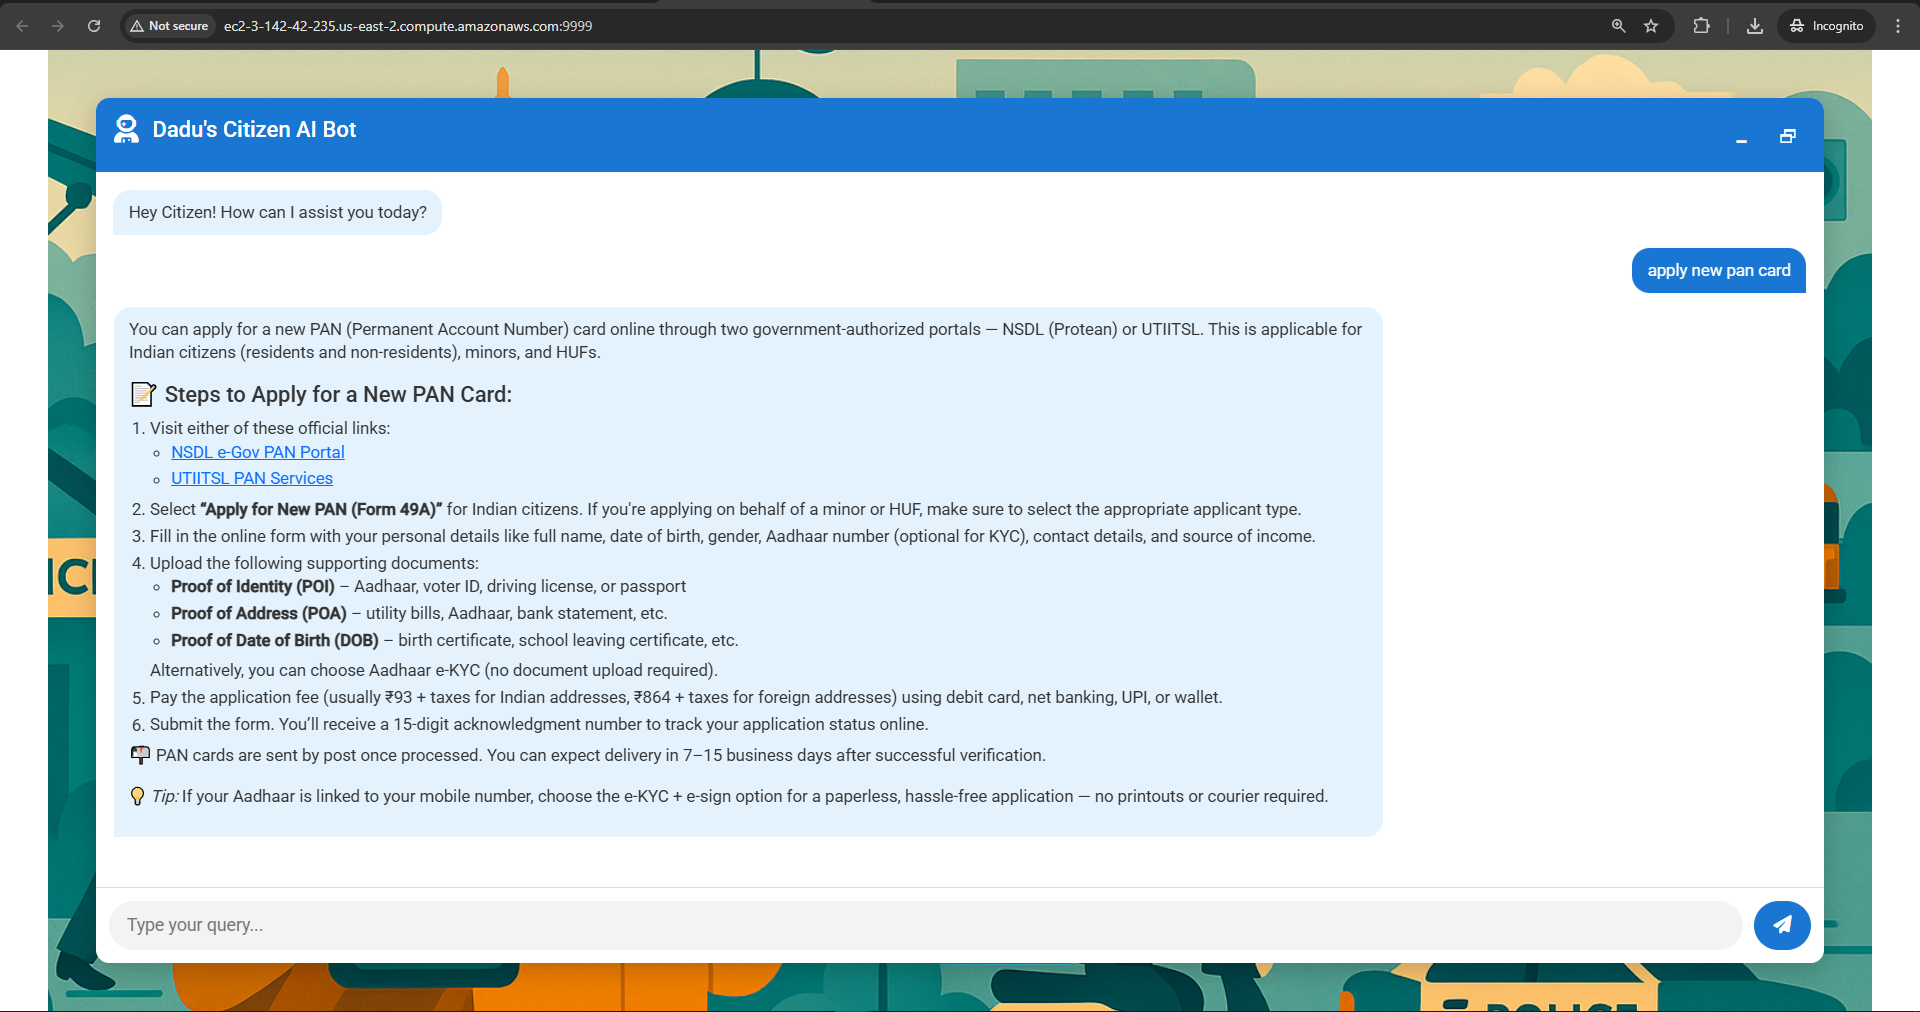 Not secure
ec2-3-142-42-235.us-east-2.compute.amazonaws.com:9999
Incognito
Dadu's Citizen AI Bot
Hey Citizen! How can I assist you today?
apply new pan card
You can apply for a new PAN (Permanent Account Number) card online through two government-authorized portals — NSDL (Protean) or UTIITSL. This is applicable for
Indian citizens (residents and non-residents), minors, and HUFs.
📝 Steps to Apply for a New PAN Card:
1. Visit either of these official links:
◦ NSDL e-Gov PAN Portal
◦ UTIITSL PAN Services
2. Select “Apply for New PAN (Form 49A)” for Indian citizens. If you're applying on behalf of a minor or HUF, make sure to select the appropriate applicant type.
3. Fill in the online form with your personal details like full name, date of birth, gender, Aadhaar number (optional for KYC), contact details, and source of income.
4. Upload the following supporting documents:
◦ Proof of Identity (POI) – Aadhaar, voter ID, driving license, or passport
◦ Proof of Address (POA) – utility bills, Aadhaar, bank statement, etc.
◦ Proof of Date of Birth (DOB) – birth certificate, school leaving certificate, etc.
Alternatively, you can choose Aadhaar e-KYC (no document upload required).
5. Pay the application fee (usually ₹93 + taxes for Indian addresses, ₹864 + taxes for foreign addresses) using debit card, net banking, UPI, or wallet.
6. Submit the form. You’ll receive a 15-digit acknowledgment number to track your application status online.
📬 PAN cards are sent by post once processed. You can expect delivery in 7–15 business days after successful verification.
💡 Tip: If your Aadhaar is linked to your mobile number, choose the e-KYC + e-sign option for a paperless, hassle-free application — no printouts or courier required.
Type your query...
POLICE